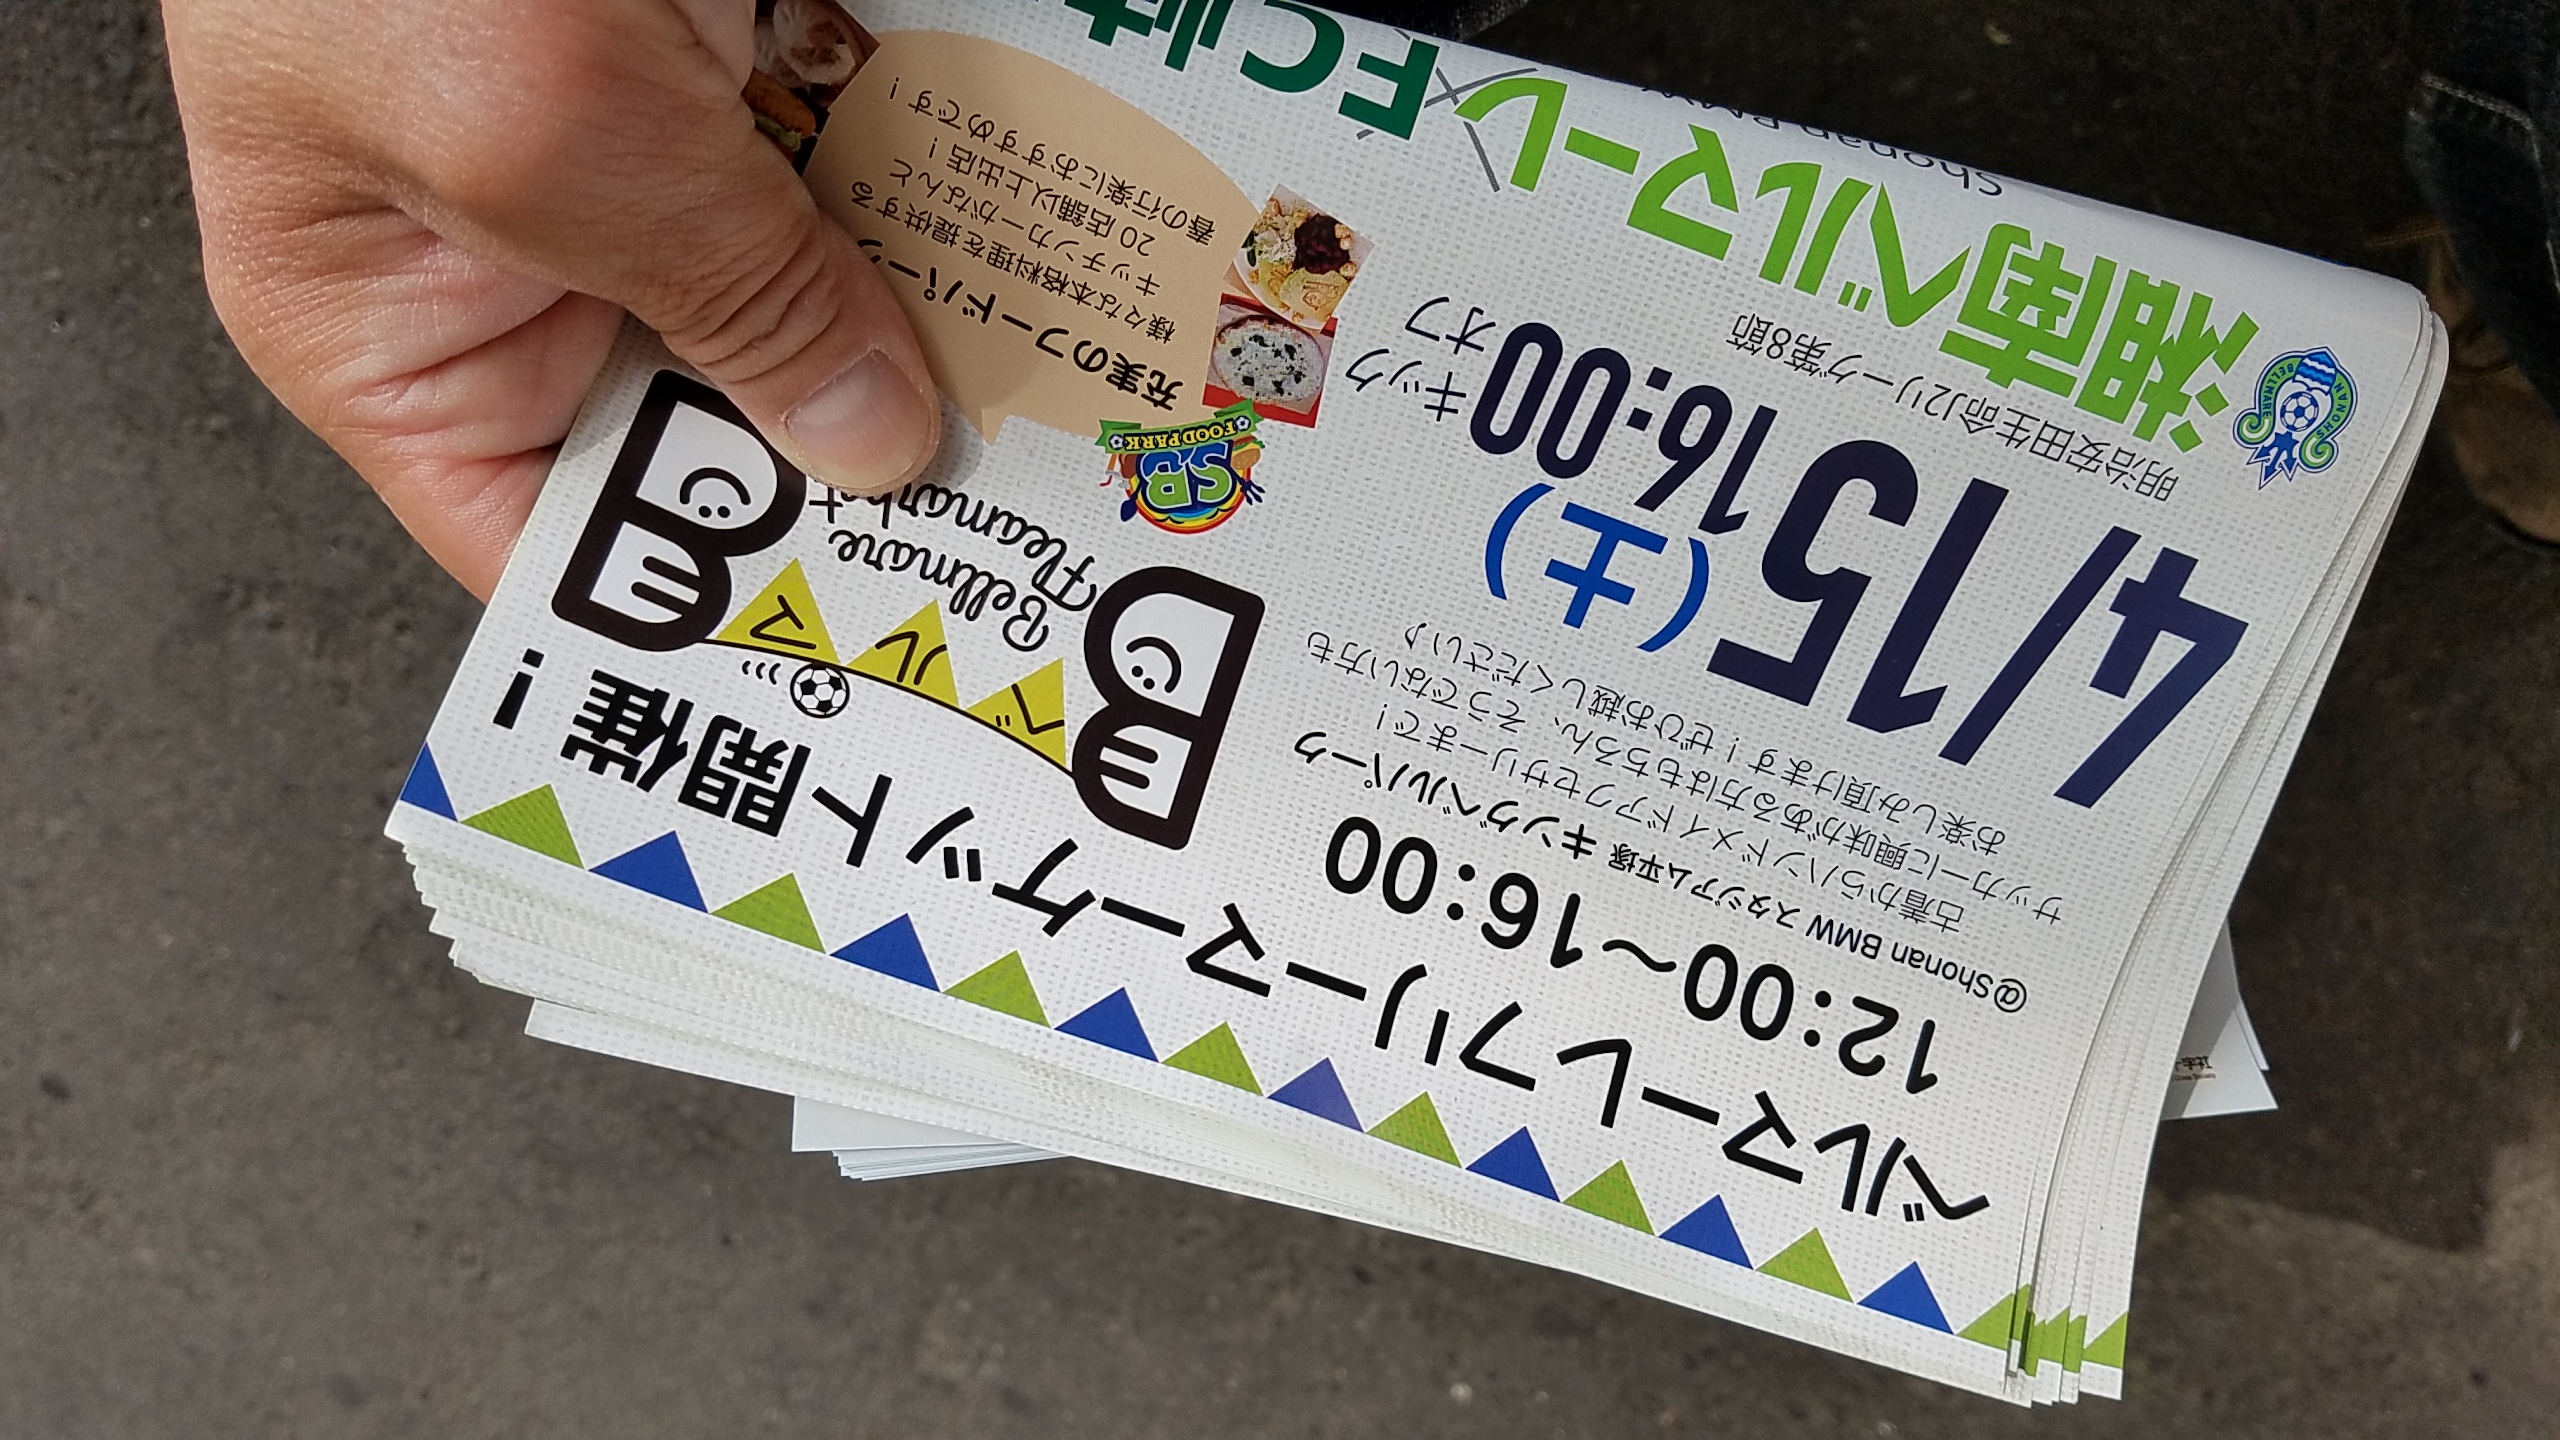 ベルマーレフリーマーケット開催！
12:00～16:00
@Shonan BMW スタジアム平塚 キングベルパーク
古着からハンドメイドアクセサリーまで！
サッカーに興味がある方はもちろん、そうでない方も
お楽しみ頂けます！ぜひお越しください♪
ベルマ
Bellmare
Fleamarket
4/15(土)16:00キックオフ
明治安田生命J2リーグ第8節
湘南ベルマーレ×FC岐
SHONAN BELLMARE
SB
FOODPARK
充実のフードパーク
様々な本格料理を提供する
キッチンカーがなんと
20店舗以上出店！
春の行楽におすすめです！
Shonan BMW